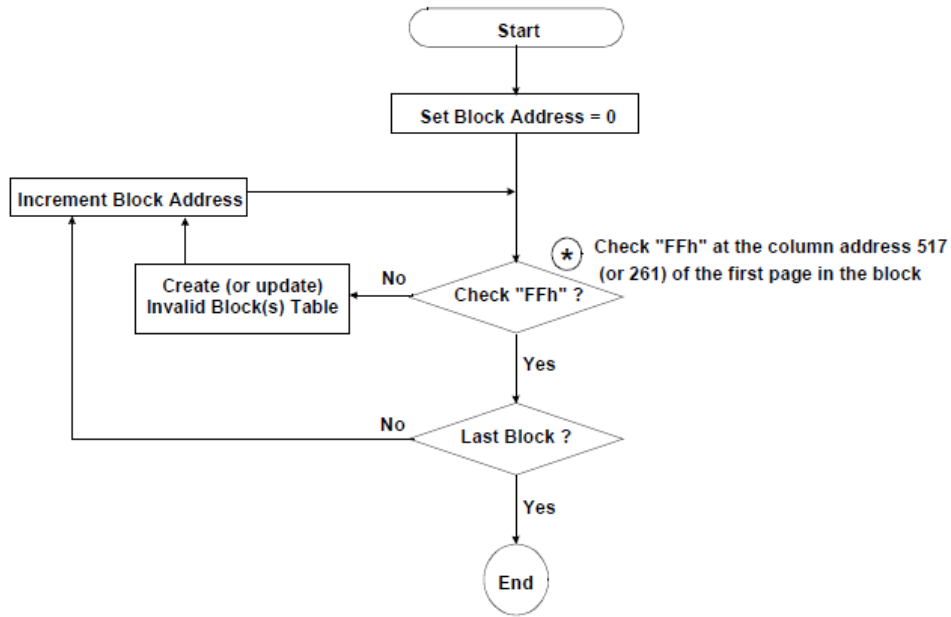 Start
Set Block Address = 0
Increment Block Address
* Check "FFh" at the column address 517
(or 261) of the first page in the block
Create (or update)
Invalid Block(s) Table
No
Check "FFh" ?
Yes
No
Last Block ?
Yes
End